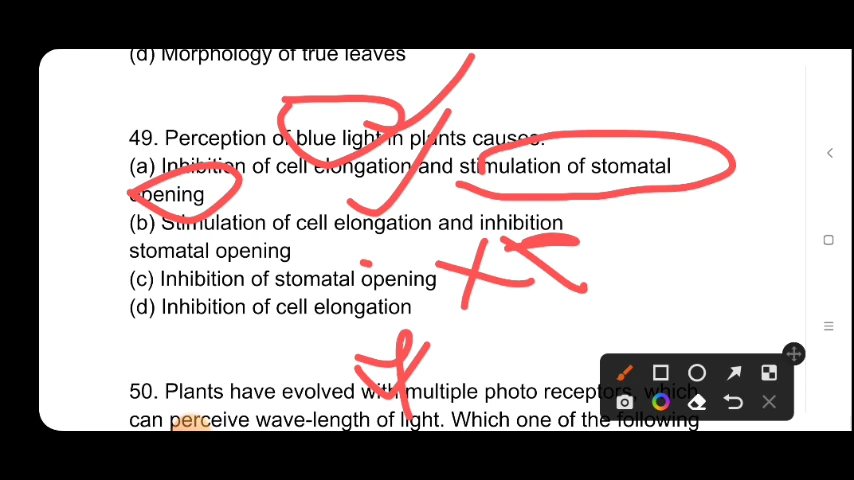 (d) Morphology of true leaves
49. Perception of blue light in plants causes:
(a) Inhibition of cell elongation and stimulation of stomatal
opening
(b) Stimulation of cell elongation and inhibition
stomatal opening
(c) Inhibition of stomatal opening
(d) Inhibition of cell elongation
50. Plants have evolved with multiple photo receptors, which
can perceive wave-length of light. Which one of the following